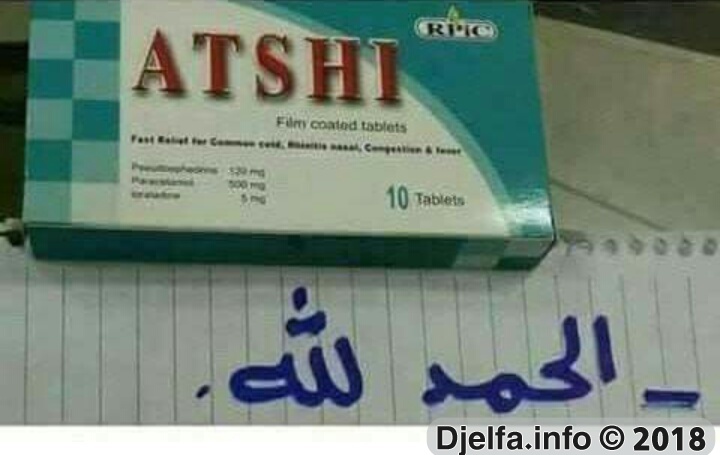 RPiC
ATSHI
Film coated tablets
Fast Relief for Common cold, Rhinitis nasal, Congestion & fever
Pseudoephedrine 120 mg
Paracetamol 500 mg
loratadine 5 mg
10 Tablets
_ الحمد لله .
Djelfa.info © 2018